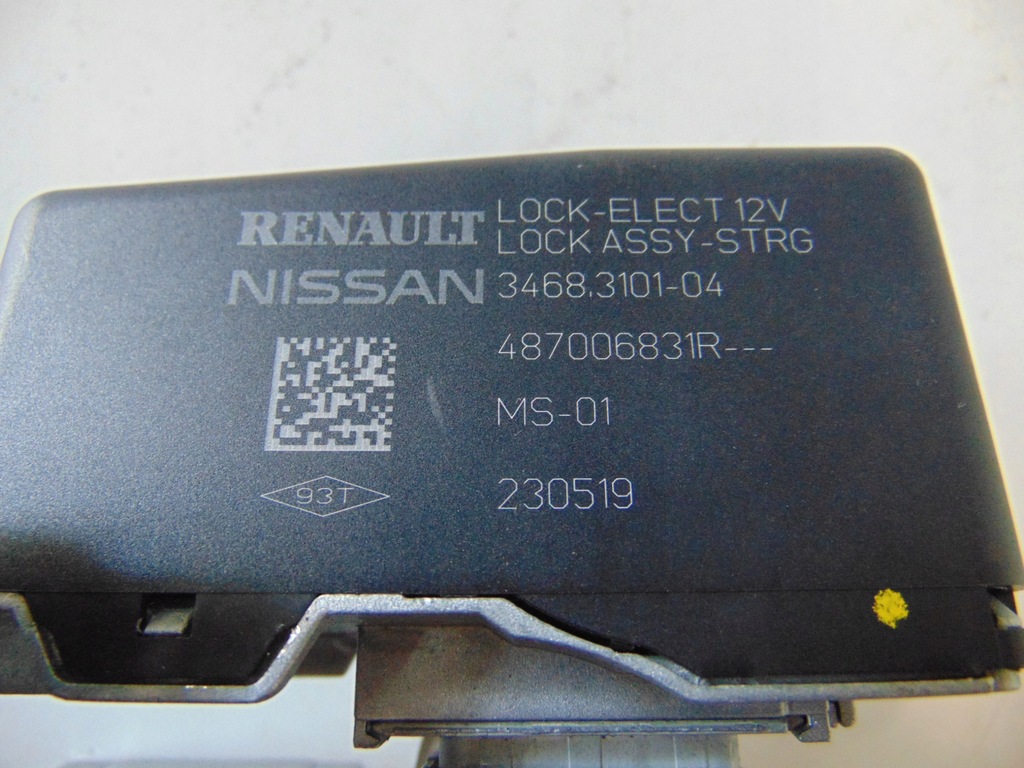 RENAULT LOCK-ELECT 12V
LOCK ASSY-STRG
NISSAN 3468.3101-04
487006831R---
MS-01
93T 230519